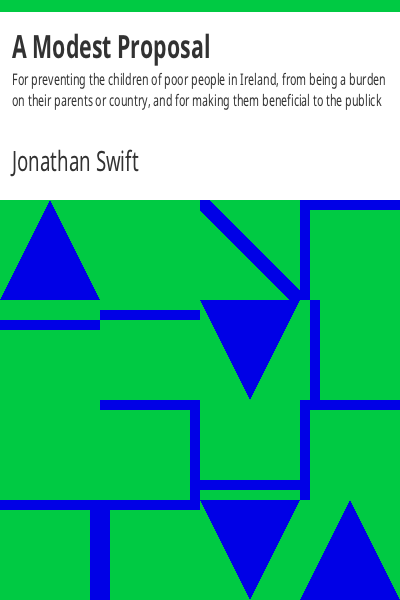 A Modest Proposal
For preventing the children of poor people in Ireland, from being a burden
on their parents or country, and for making them beneficial to the publick
Jonathan Swift